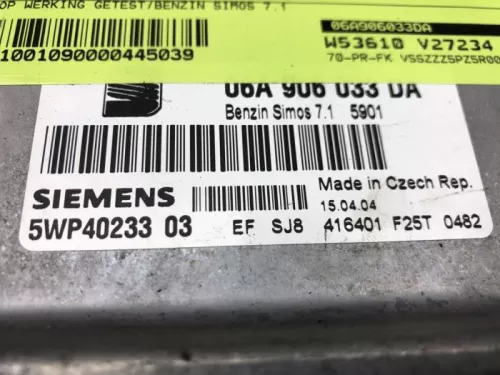 OP WERKING GETEST/BENZIN SIMOS 7.1
1001090000445039
06A906033DA
W53610 V27234
70-PR-FK VSSZZZ5PZ5R00
06A 906 033 DA
Benzin Simos 7.1 5901
SIEMENS
Made in Czech Rep.
15.04.04
5WP40233 03 EF SJ8 416401 F25T 0482